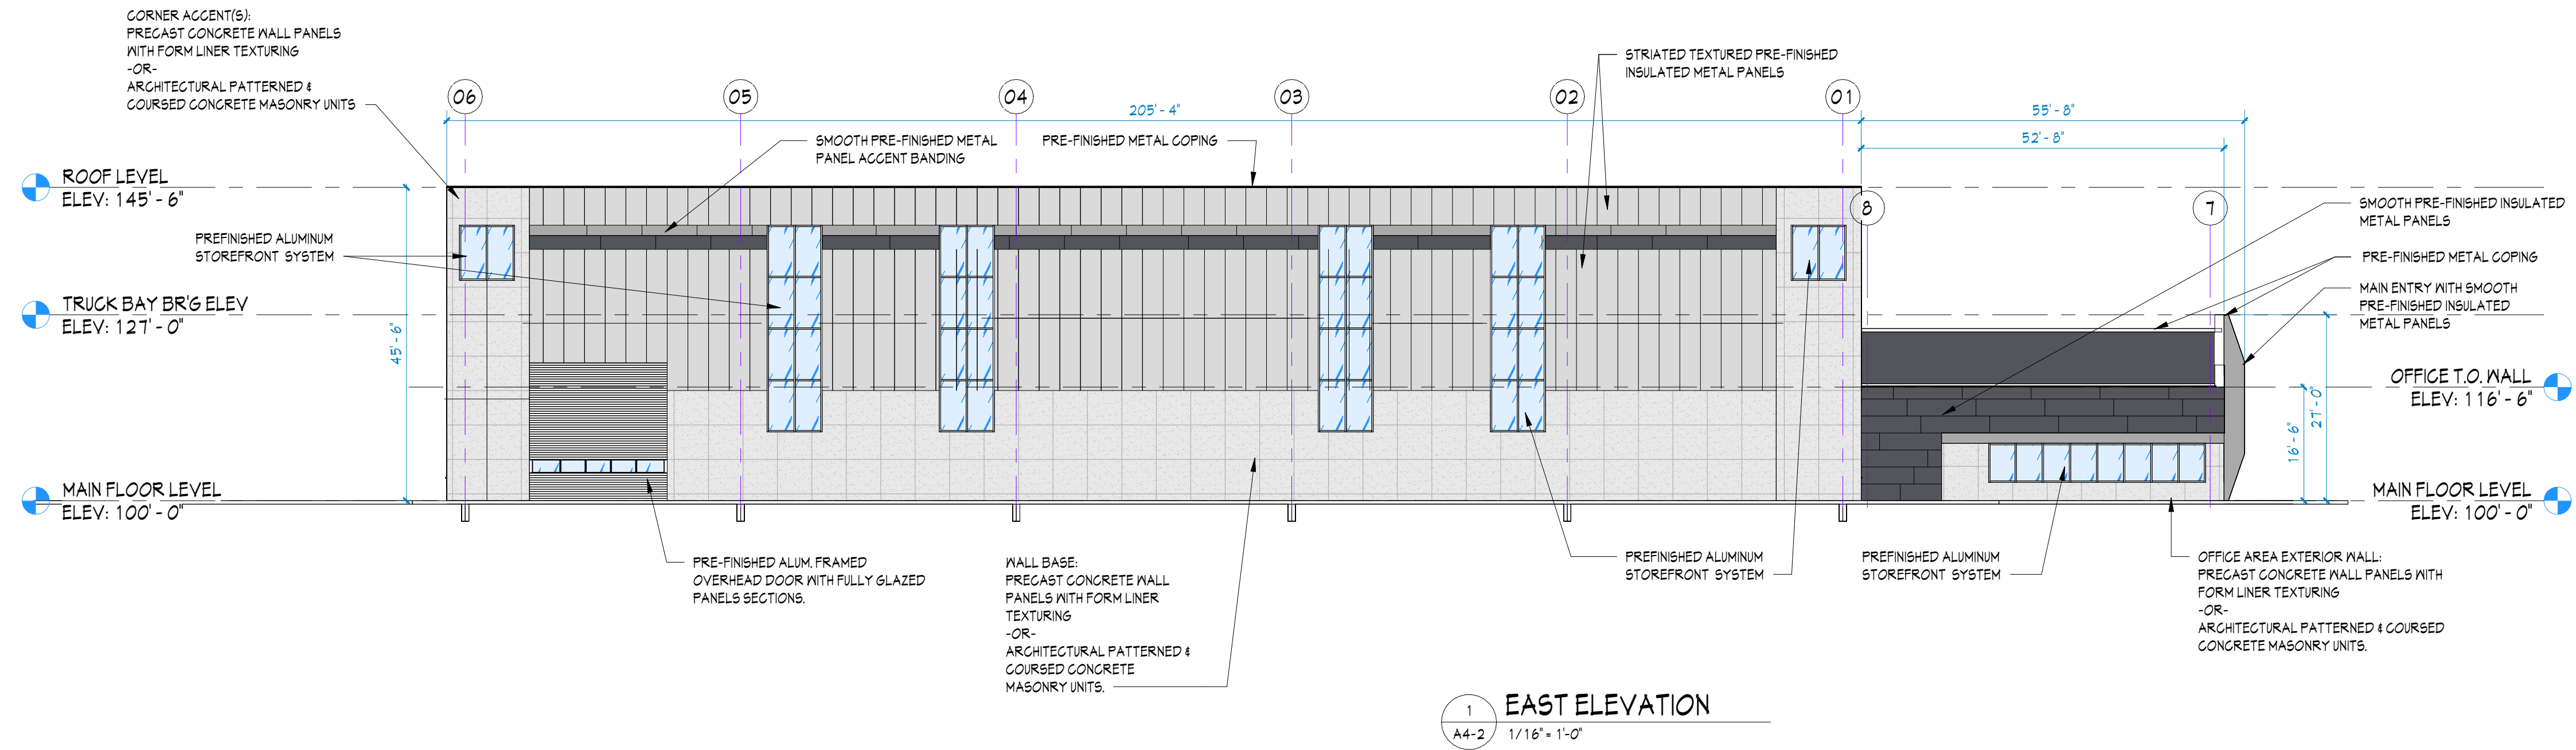 CORNER ACCENT(S):
PRECAST CONCRETE WALL PANELS
WITH FORM LINER TEXTURING
-OR-
ARCHITECTURAL PATTERNED &
COURSED CONCRETE MASONRY UNITS
STRIATED TEXTURED PRE-FINISHED
INSULATED METAL PANELS
06
05
04
03
02
01
205' - 4"
55' - 8"
52' - 8"
SMOOTH PRE-FINISHED METAL
PANEL ACCENT BANDING
PRE-FINISHED METAL COPING
ROOF LEVEL
ELEV: 145' - 6"
8
7
SMOOTH PRE-FINISHED INSULATED
METAL PANELS
PREFINISHED ALUMINUM
STOREFRONT SYSTEM
PRE-FINISHED METAL COPING
MAIN ENTRY WITH SMOOTH
PRE-FINISHED INSULATED
METAL PANELS
TRUCK BAY BR'G ELEV
ELEV: 127' - 0"
45' - 6"
OFFICE T.O. WALL
ELEV: 116' - 6"
27' - 0"
16' - 6"
MAIN FLOOR LEVEL
ELEV: 100' - 0"
MAIN FLOOR LEVEL
ELEV: 100' - 0"
PRE-FINISHED ALUM. FRAMED
OVERHEAD DOOR WITH FULLY GLAZED
PANELS SECTIONS.
WALL BASE:
PRECAST CONCRETE WALL
PANELS WITH FORM LINER
TEXTURING
-OR-
ARCHITECTURAL PATTERNED &
COURSED CONCRETE
MASONRY UNITS.
PREFINISHED ALUMINUM
STOREFRONT SYSTEM
PREFINISHED ALUMINUM
STOREFRONT SYSTEM
OFFICE AREA EXTERIOR WALL:
PRECAST CONCRETE WALL PANELS WITH
FORM LINER TEXTURING
-OR-
ARCHITECTURAL PATTERNED & COURSED
CONCRETE MASONRY UNITS.
1
A4-2
EAST ELEVATION
1/16" = 1'-0"